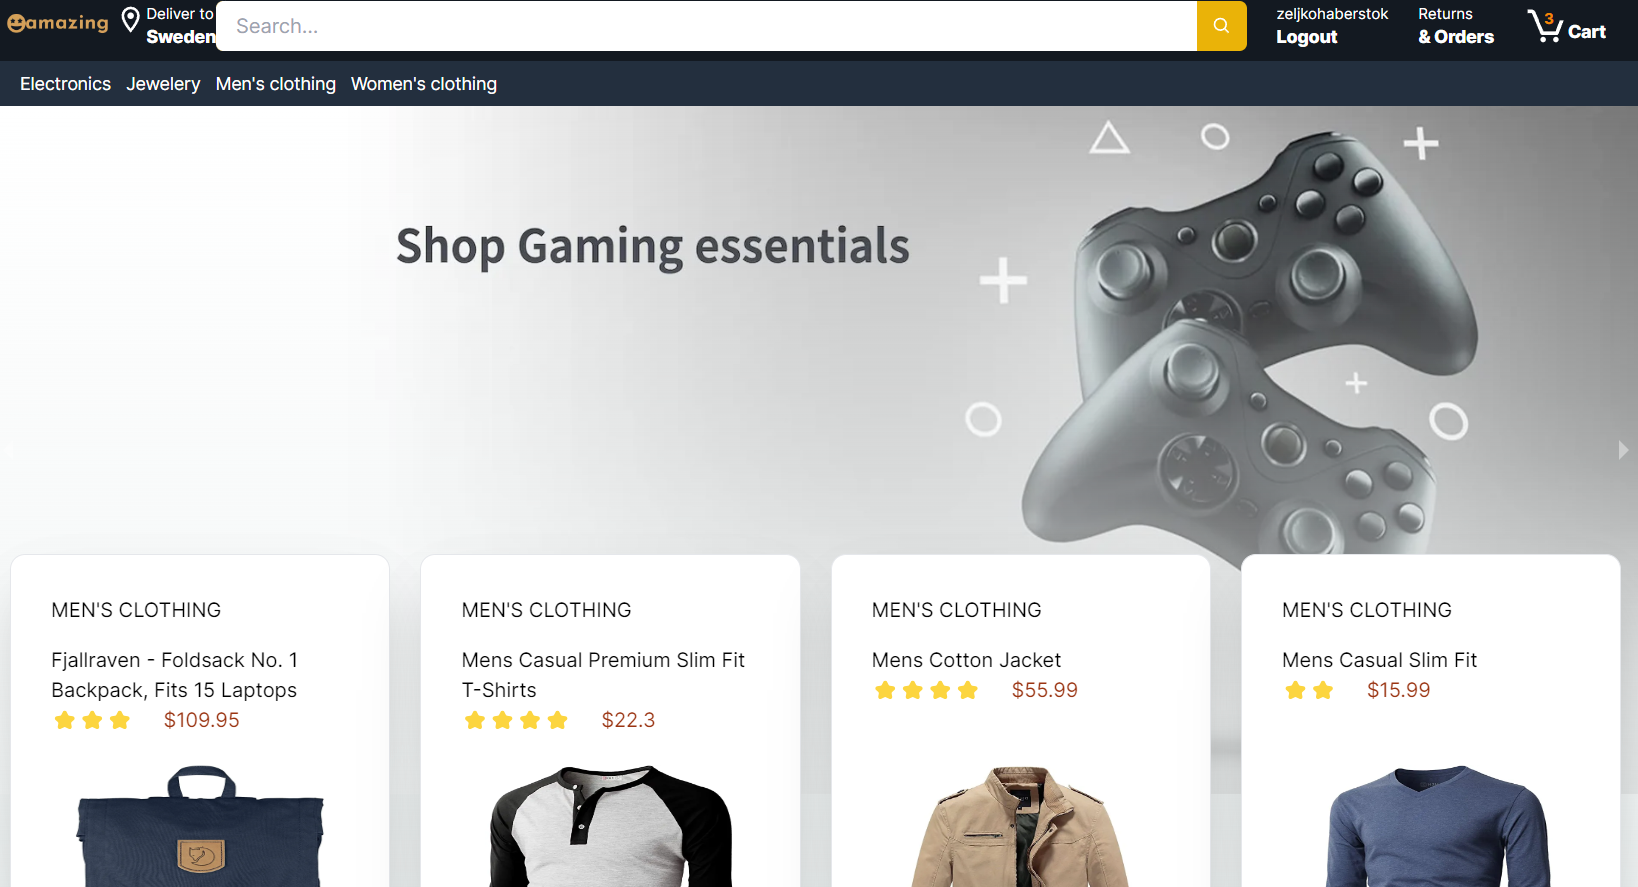 amazing
Deliver to
Sweden
Search...
zeljkohaberstok
Logout
Returns
& Orders
3
Cart
Electronics Jewelery Men's clothing Women's clothing
Shop Gaming essentials
MEN'S CLOTHING
Fjallraven - Foldsack No. 1
Backpack, Fits 15 Laptops
$109.95
MEN'S CLOTHING
Mens Casual Premium Slim Fit
T-Shirts
$22.3
MEN'S CLOTHING
Mens Cotton Jacket
$55.99
MEN'S CLOTHING
Mens Casual Slim Fit
$15.99